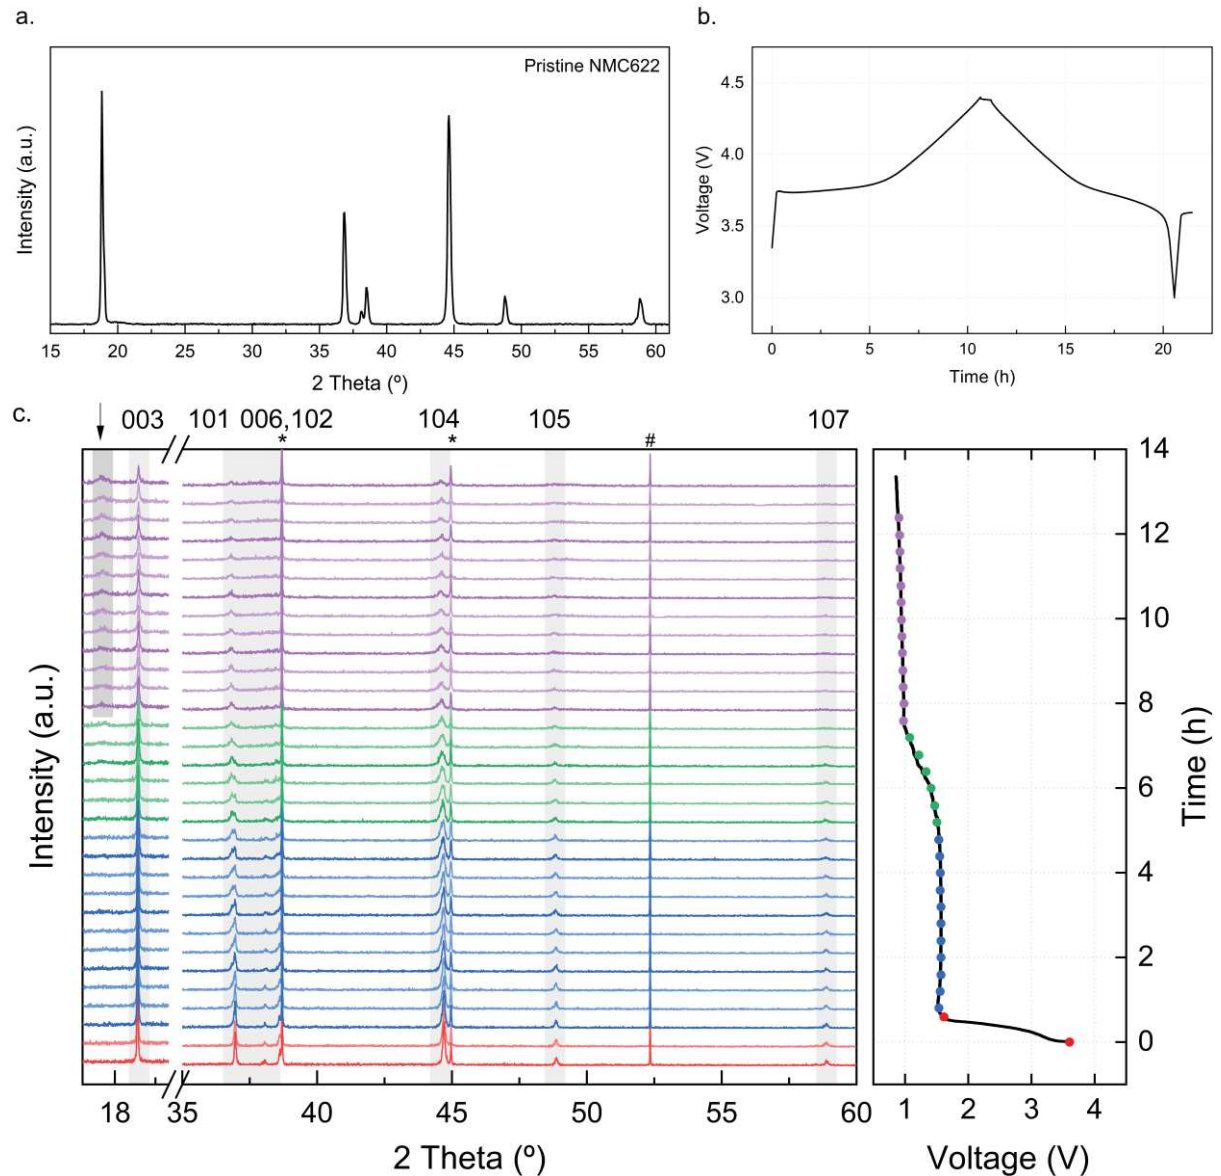 a.
b.
Pristine NMC622
Intensity (a.u.)
15 20 25 30 35 40 45 50 55 60
2 Theta (º)
4.5
4.0
3.5
3.0
Voltage (V)
0 5 10 15 20
Time (h)
c.
003 101 006,102 104 105 107
* * #
Intensity (a.u.)
18 35 40 45 50 55 60
2 Theta (º)
14
12
10
8
6
4
2
0
Time (h)
1 2 3 4
Voltage (V)